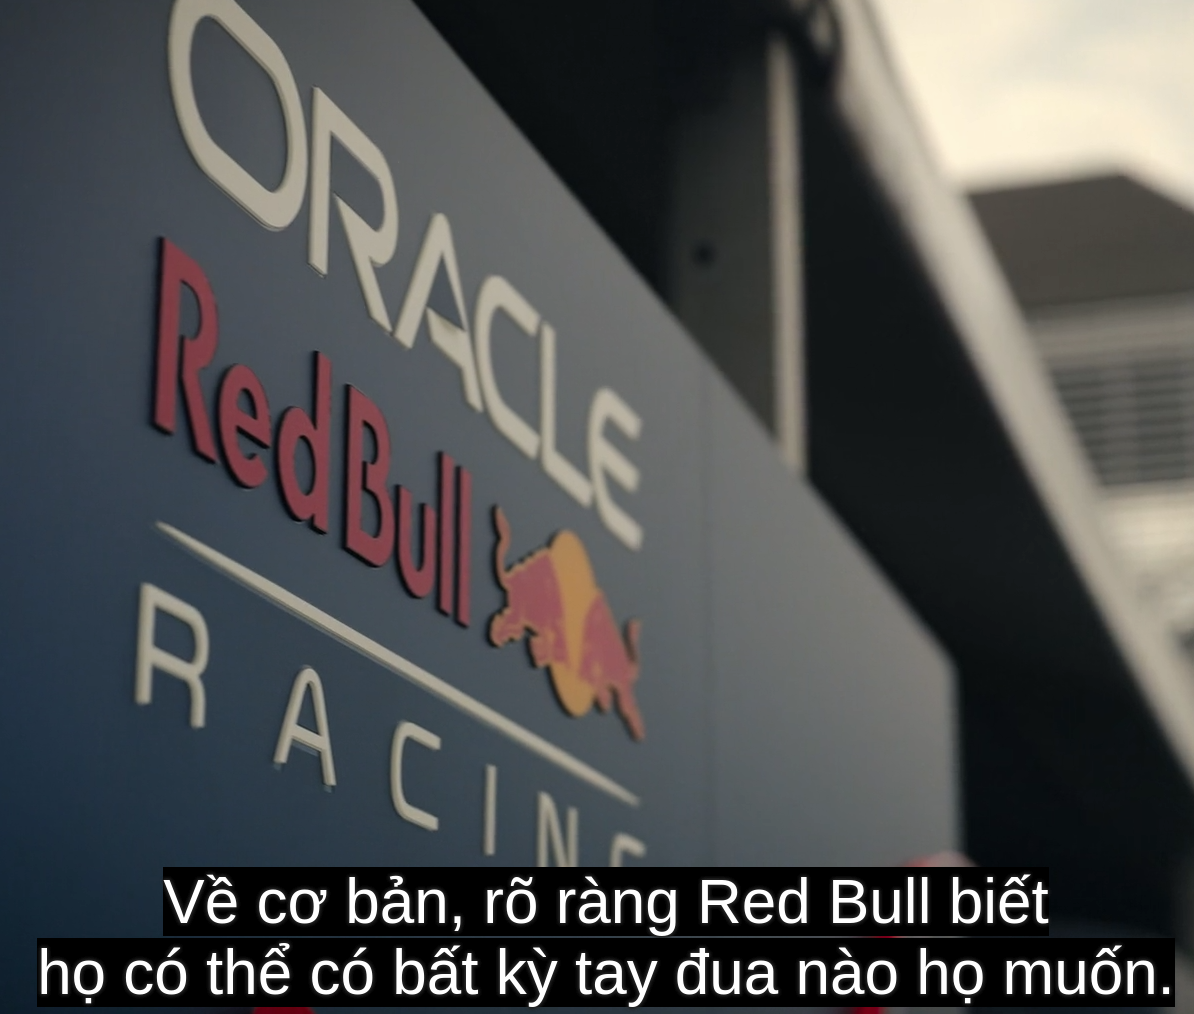 ORACLE
Red Bull
RACING
Về cơ bản, rõ ràng Red Bull biết
họ có thể có bất kỳ tay đua nào họ muốn.